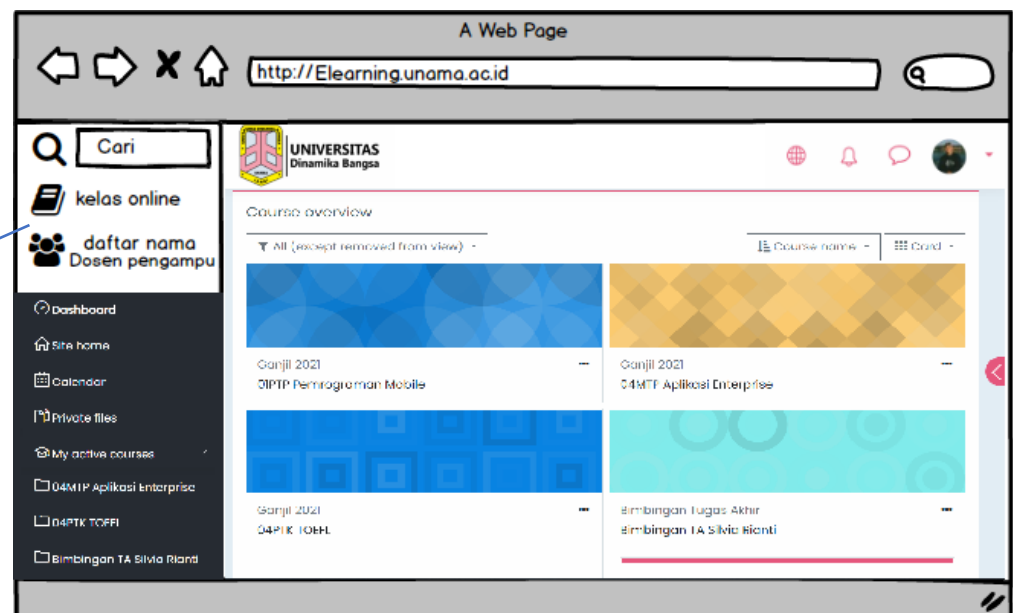 A Web Page
http://Elearning.unama.ac.id
Cari
kelas online
daftar nama
Dosen pengampu
UNIVERSITAS
Dinamika Bangsa
Course overview
All (except removed from view)
Course name
Card
Dashboard
Site home
Calendar
Private files
My active courses
04MTP Aplikasi Enterprise
04PTK TOEFL
Bimbingan TA Silvia Rianti
Ganjil 2021
01PTP Pemrograman Mobile
Ganjil 2021
04MTP Aplikasi Enterprise
Ganjil 2021
04PTK TOEFL
Bimbingan Tugas Akhir
Bimbingan TA Silvia Rianti